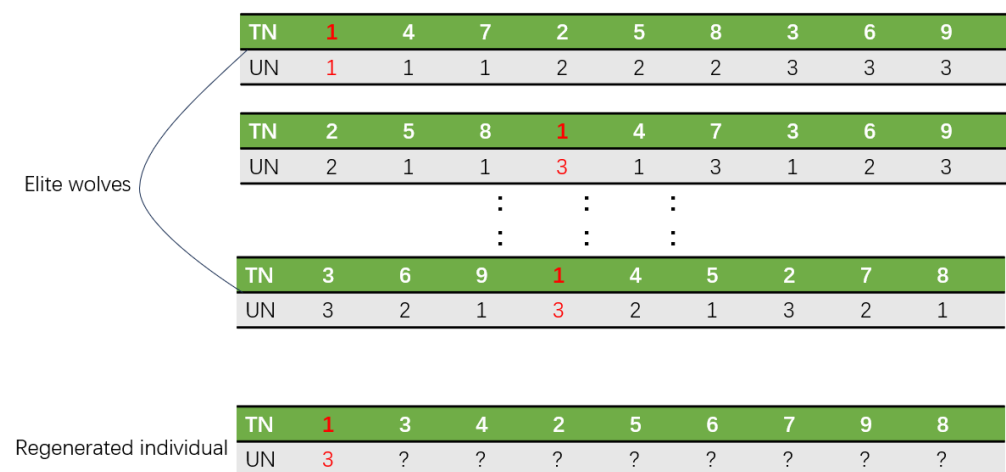 TN 1 4 7 2 5 8 3 6 9
UN 1 1 1 2 2 2 3 3 3
TN 2 5 8 1 4 7 3 6 9
UN 2 1 1 3 1 3 1 2 3
Elite wolves
TN 3 6 9 1 4 5 2 7 8
UN 3 2 1 3 2 1 3 2 1
TN 1 3 4 2 5 6 7 9 8
Regenerated individual
UN 3 ? ? ? ? ? ? ? ?